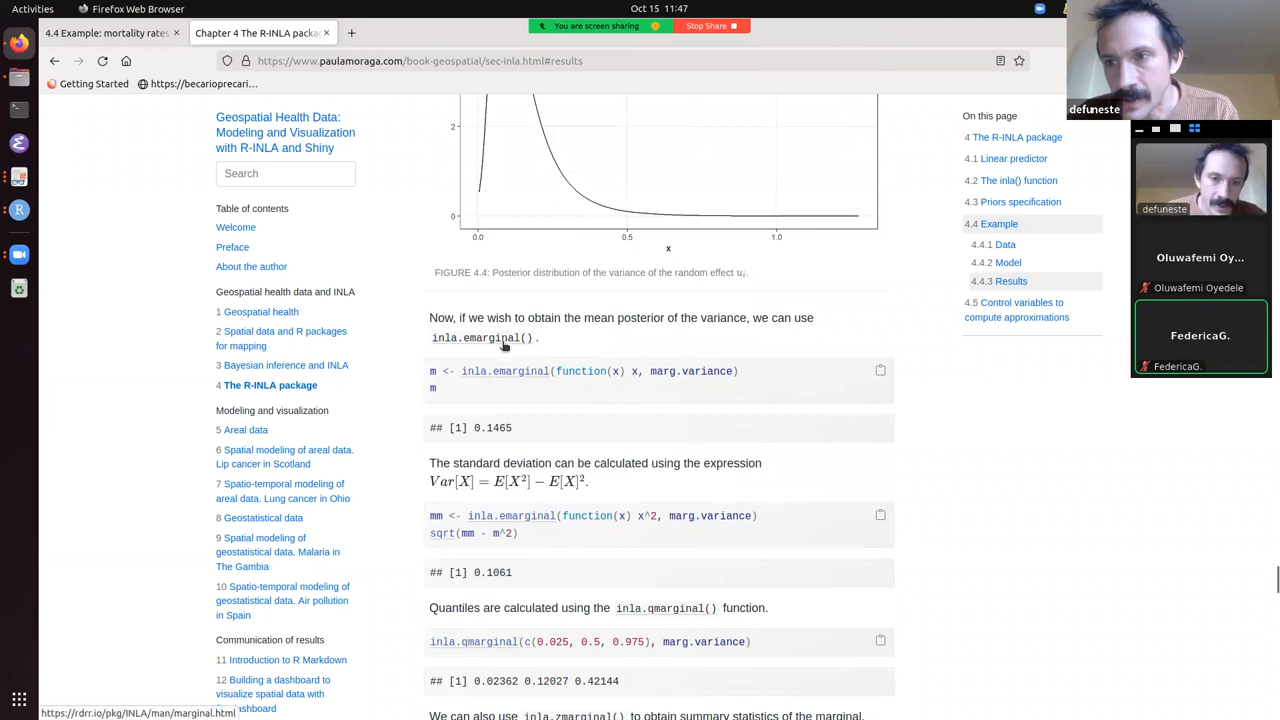 Activities
Firefox Web Browser
Oct 15 11:47
You are screen sharing
Stop Share
4.4 Example: mortality rates
Chapter 4 The R-INLA packa
https://www.paulamoraga.com/book-geospatial/sec-inla.html#results
Getting Started
https://becarioprecari...
Geospatial Health Data:
Modeling and Visualization
with R-INLA and Shiny
Search
Table of contents
Welcome
Preface
About the author
Geospatial health data and INLA
1 Geospatial health
2 Spatial data and R packages
for mapping
3 Bayesian inference and INLA
4 The R-INLA package
Modeling and visualization
5 Areal data
6 Spatial modeling of areal data.
Lip cancer in Scotland
7 Spatio-temporal modeling of
areal data. Lung cancer in Ohio
8 Geostatistical data
9 Spatial modeling of
geostatistical data. Malaria in
The Gambia
10 Spatio-temporal modeling of
geostatistical data. Air pollution
in Spain
Communication of results
11 Introduction to R Markdown
12 Building a dashboard to
visualize spatial data with
shboard
https://rdrr.io/pkg/INLA/man/marginal.html
2
0
0.0
0.5
1.0
x
FIGURE 4.4: Posterior distribution of the variance of the random effect uᵢ.
Now, if we wish to obtain the mean posterior of the variance, we can use
inla.emarginal() .
m <- inla.emarginal(function(x) x, marg.variance)
m
## [1] 0.1465
The standard deviation can be calculated using the expression
Var[X] = E[X²] − E[X]².
mm <- inla.emarginal(function(x) x^2, marg.variance)
sqrt(mm - m^2)
## [1] 0.1061
Quantiles are calculated using the inla.qmarginal() function.
inla.qmarginal(c(0.025, 0.5, 0.975), marg.variance)
## [1] 0.02362 0.12027 0.42144
We can also use inla.zmarginal() to obtain summary statistics of the marginal.
On this page
4 The R-INLA package
4.1 Linear predictor
4.2 The inla() function
4.3 Priors specification
4.4 Example
4.4.1 Data
4.4.2 Model
4.4.3 Results
4.5 Control variables to
compute approximations
defuneste
defuneste
Oluwafemi Oy...
Oluwafemi Oyedele
FedericaG.
FedericaG.